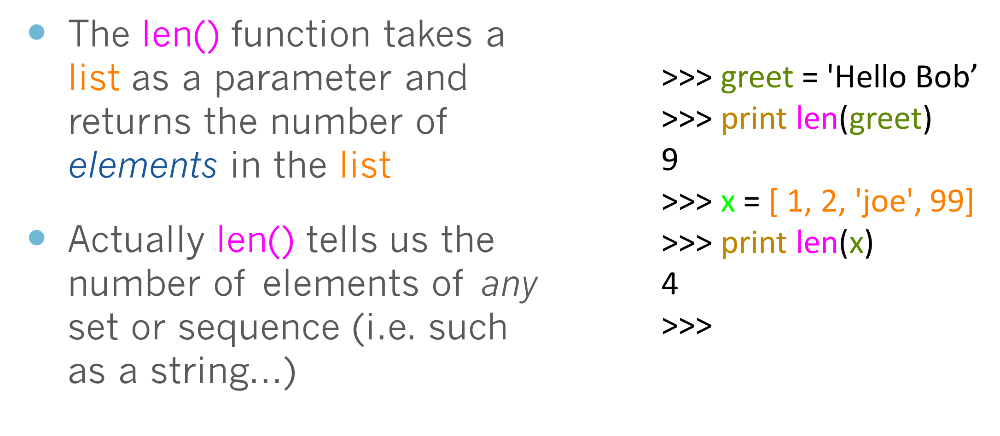 • The len() function takes a
list as a parameter and
returns the number of
elements in the list
• Actually len() tells us the
number of elements of any
set or sequence (i.e. such
as a string...)
>>> greet = 'Hello Bob’
>>> print len(greet)
9
>>> x = [ 1, 2, 'joe', 99]
>>> print len(x)
4
>>>